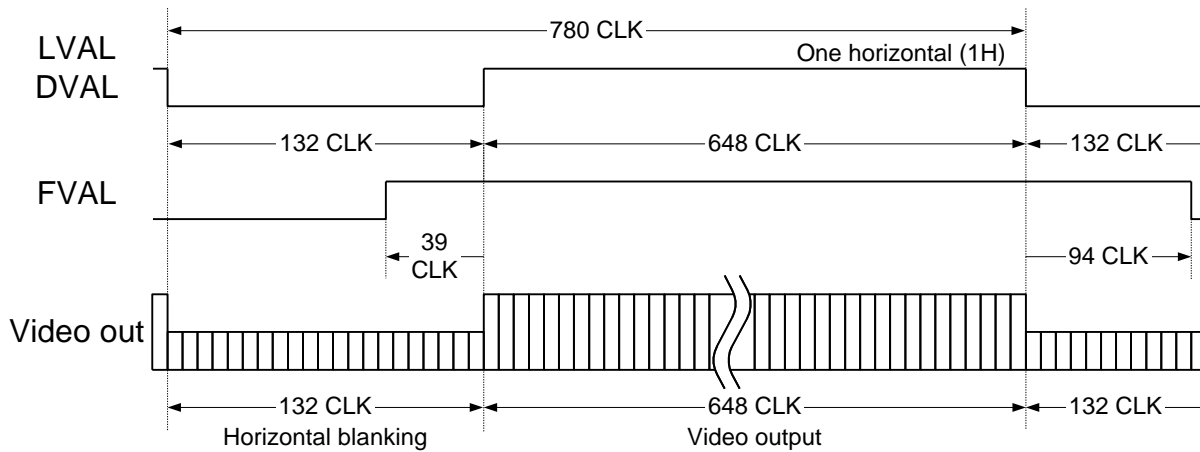 780 CLK
LVAL
One horizontal (1H)
DVAL
132 CLK
648 CLK
132 CLK
FVAL
39
CLK
94 CLK
Video out
132 CLK
648 CLK
132 CLK
Horizontal blanking
Video output